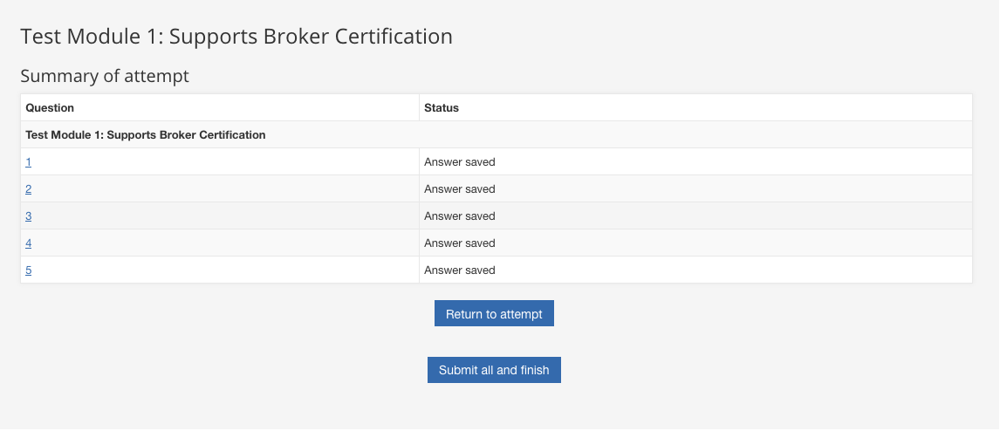 Test Module 1: Supports Broker Certification
Summary of attempt
Question Status
Test Module 1: Supports Broker Certification
1 Answer saved
2 Answer saved
3 Answer saved
4 Answer saved
5 Answer saved
Return to attempt
Submit all and finish